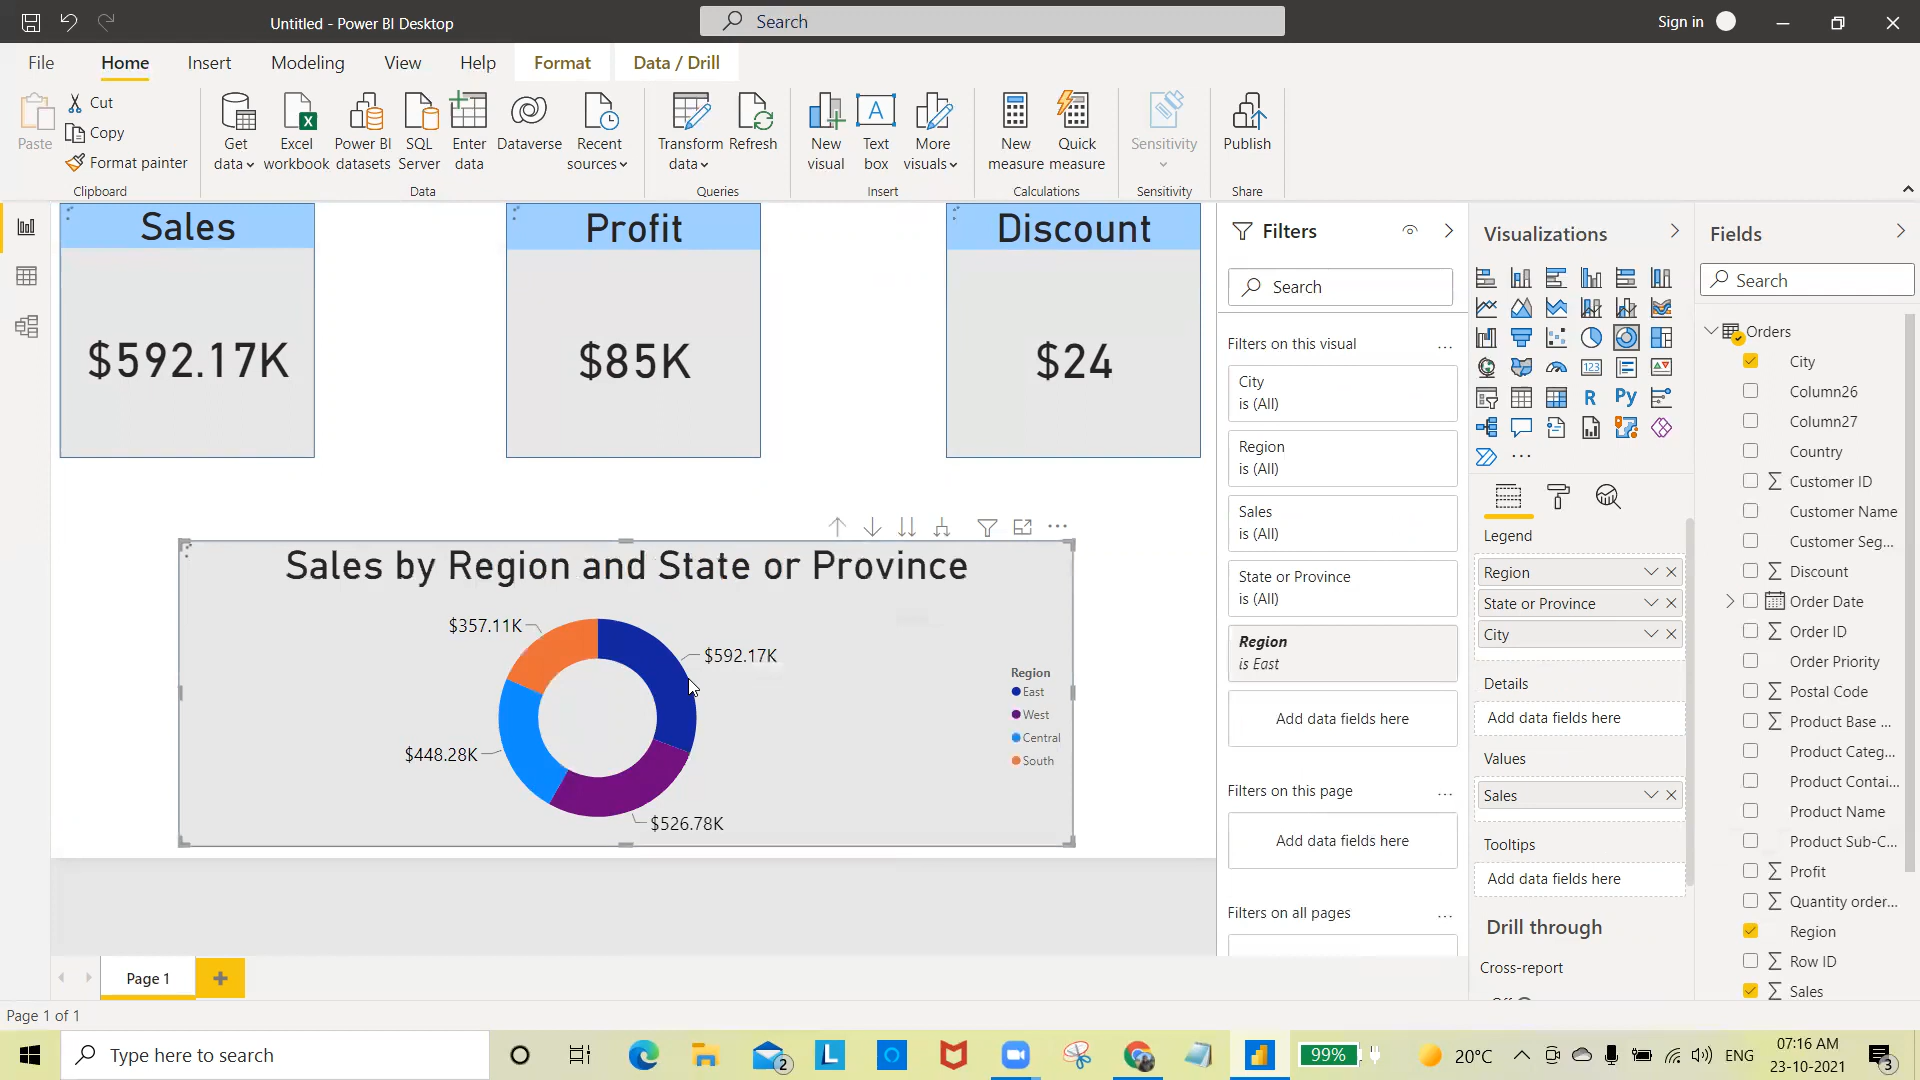 Untitled - Power BI Desktop
Search
Sign in
File
Home
Insert
Modeling
View
Help
Format
Data / Drill
Paste
Cut
Copy
Format painter
Clipboard
Get data
Excel workbook
Power BI datasets
SQL Server
Enter data
Dataverse
Recent sources
Data
Transform data
Refresh
Queries
New visual
Text box
More visuals
Insert
New measure
Quick measure
Calculations
Sensitivity
Sensitivity
Publish
Share
Sales
$592.17K
Profit
$85K
Discount
$24
Sales by Region and State or Province
$357.11K
$592.17K
$448.28K
$526.78K
Region
East
West
Central
South
Filters
Search
Filters on this visual
City
is (All)
Region
is (All)
Sales
is (All)
State or Province
is (All)
Region
is East
Add data fields here
Filters on this page
Add data fields here
Filters on all pages
Visualizations
123
R
Py
Legend
Region
State or Province
City
Details
Add data fields here
Values
Sales
Tooltips
Add data fields here
Drill through
Cross-report
Fields
Search
Orders
City
Column26
Column27
Country
Customer ID
Customer Name
Customer Seg...
Discount
Order Date
Order ID
Order Priority
Postal Code
Product Base ...
Product Categ...
Product Contai...
Product Name
Product Sub-C...
Profit
Quantity order...
Region
Row ID
Sales
Page 1
Page 1 of 1
Type here to search
2
L
99%
20°C
ENG
07:16 AM
23-10-2021
3